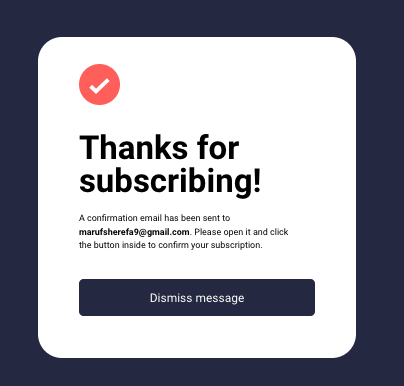 Thanks for
subscribing!
A confirmation email has been sent to
marufsherefa9@gmail.com. Please open it and click
the button inside to confirm your subscription.
Dismiss message